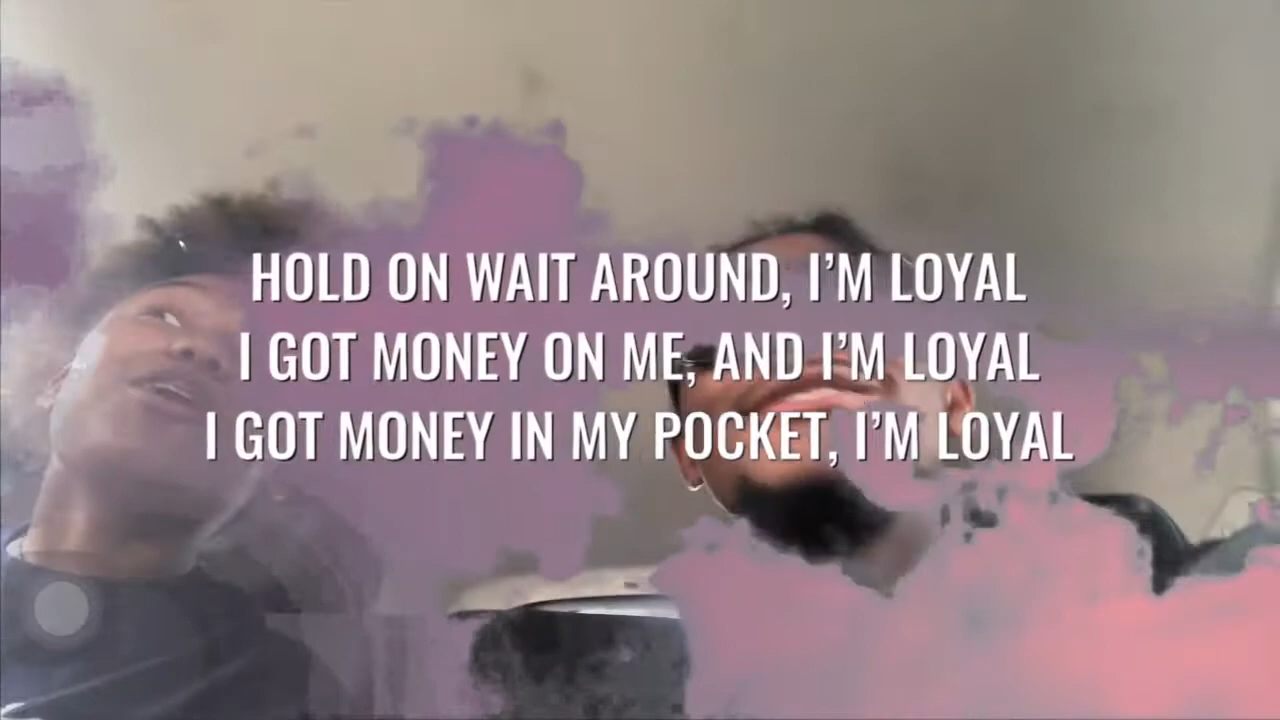 HOLD ON WAIT AROUND, I’M LOYAL
I GOT MONEY ON ME, AND I’M LOYAL
I GOT MONEY IN MY POCKET, I’M LOYAL